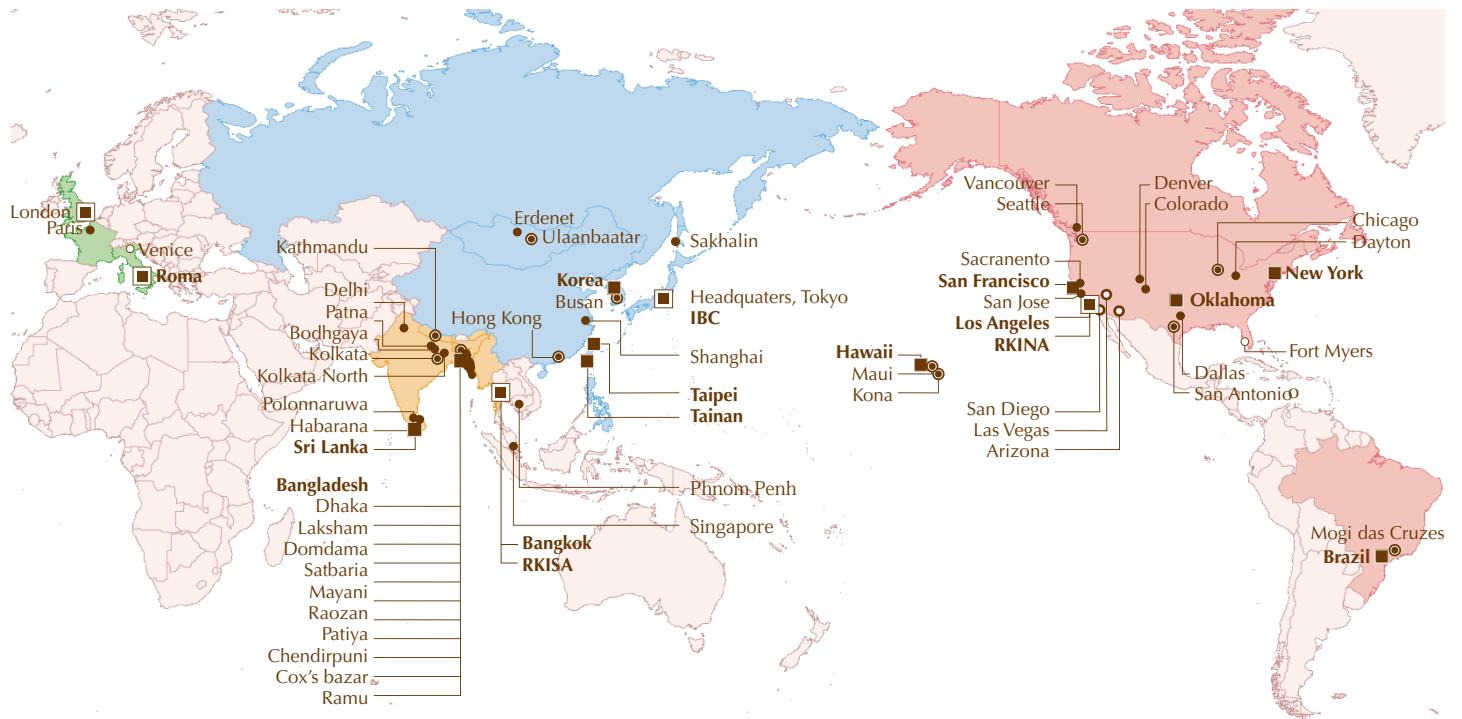 London
Paris
Venice
Roma
Kathmandu
Delhi
Patna
Bodhgaya
Kolkata
Kolkata North
Polonnaruwa
Habarana
Sri Lanka
Bangladesh
Dhaka
Laksham
Domdama
Satbaria
Mayani
Raozan
Patiya
Chendirpuni
Cox's bazar
Ramu
Erdenet
Ulaanbaatar
Sakhalin
Korea
Busan
Headquaters, Tokyo
IBC
Hong Kong
Shanghai
Taipei
Tainan
Phnom Penh
Singapore
Bangkok
RKISA
Hawaii
Maui
Kona
Vancouver
Seattle
Sacranento
San Francisco
San Jose
Los Angeles
RKINA
San Diego
Las Vegas
Arizona
Denver
Colorado
Chicago
Dayton
New York
Oklahoma
Fort Myers
Dallas
San Antonio
Mogi das Cruzes
Brazil